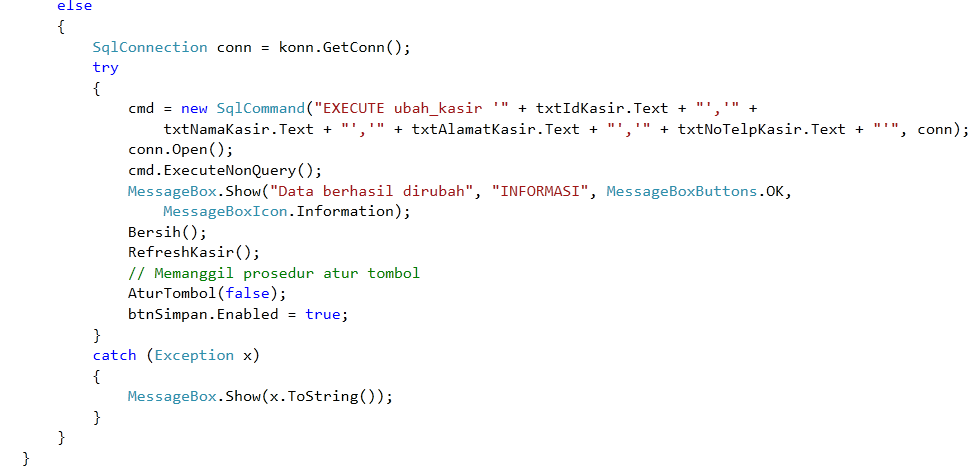 else
{
SqlConnection conn = konn.GetConn();
try
{
cmd = new SqlCommand("EXECUTE ubah_kasir '" + txtIdKasir.Text + "','" +
txtNamaKasir.Text + "','" + txtAlamatKasir.Text + "','" + txtNoTelpKasir.Text + "'", conn);
conn.Open();
cmd.ExecuteNonQuery();
MessageBox.Show("Data berhasil dirubah", "INFORMASI", MessageBoxButtons.OK,
MessageBoxIcon.Information);
Bersih();
RefreshKasir();
// Memanggil prosedur atur tombol
AturTombol(false);
btnSimpan.Enabled = true;
}
catch (Exception x)
{
MessageBox.Show(x.ToString());
}
}
}